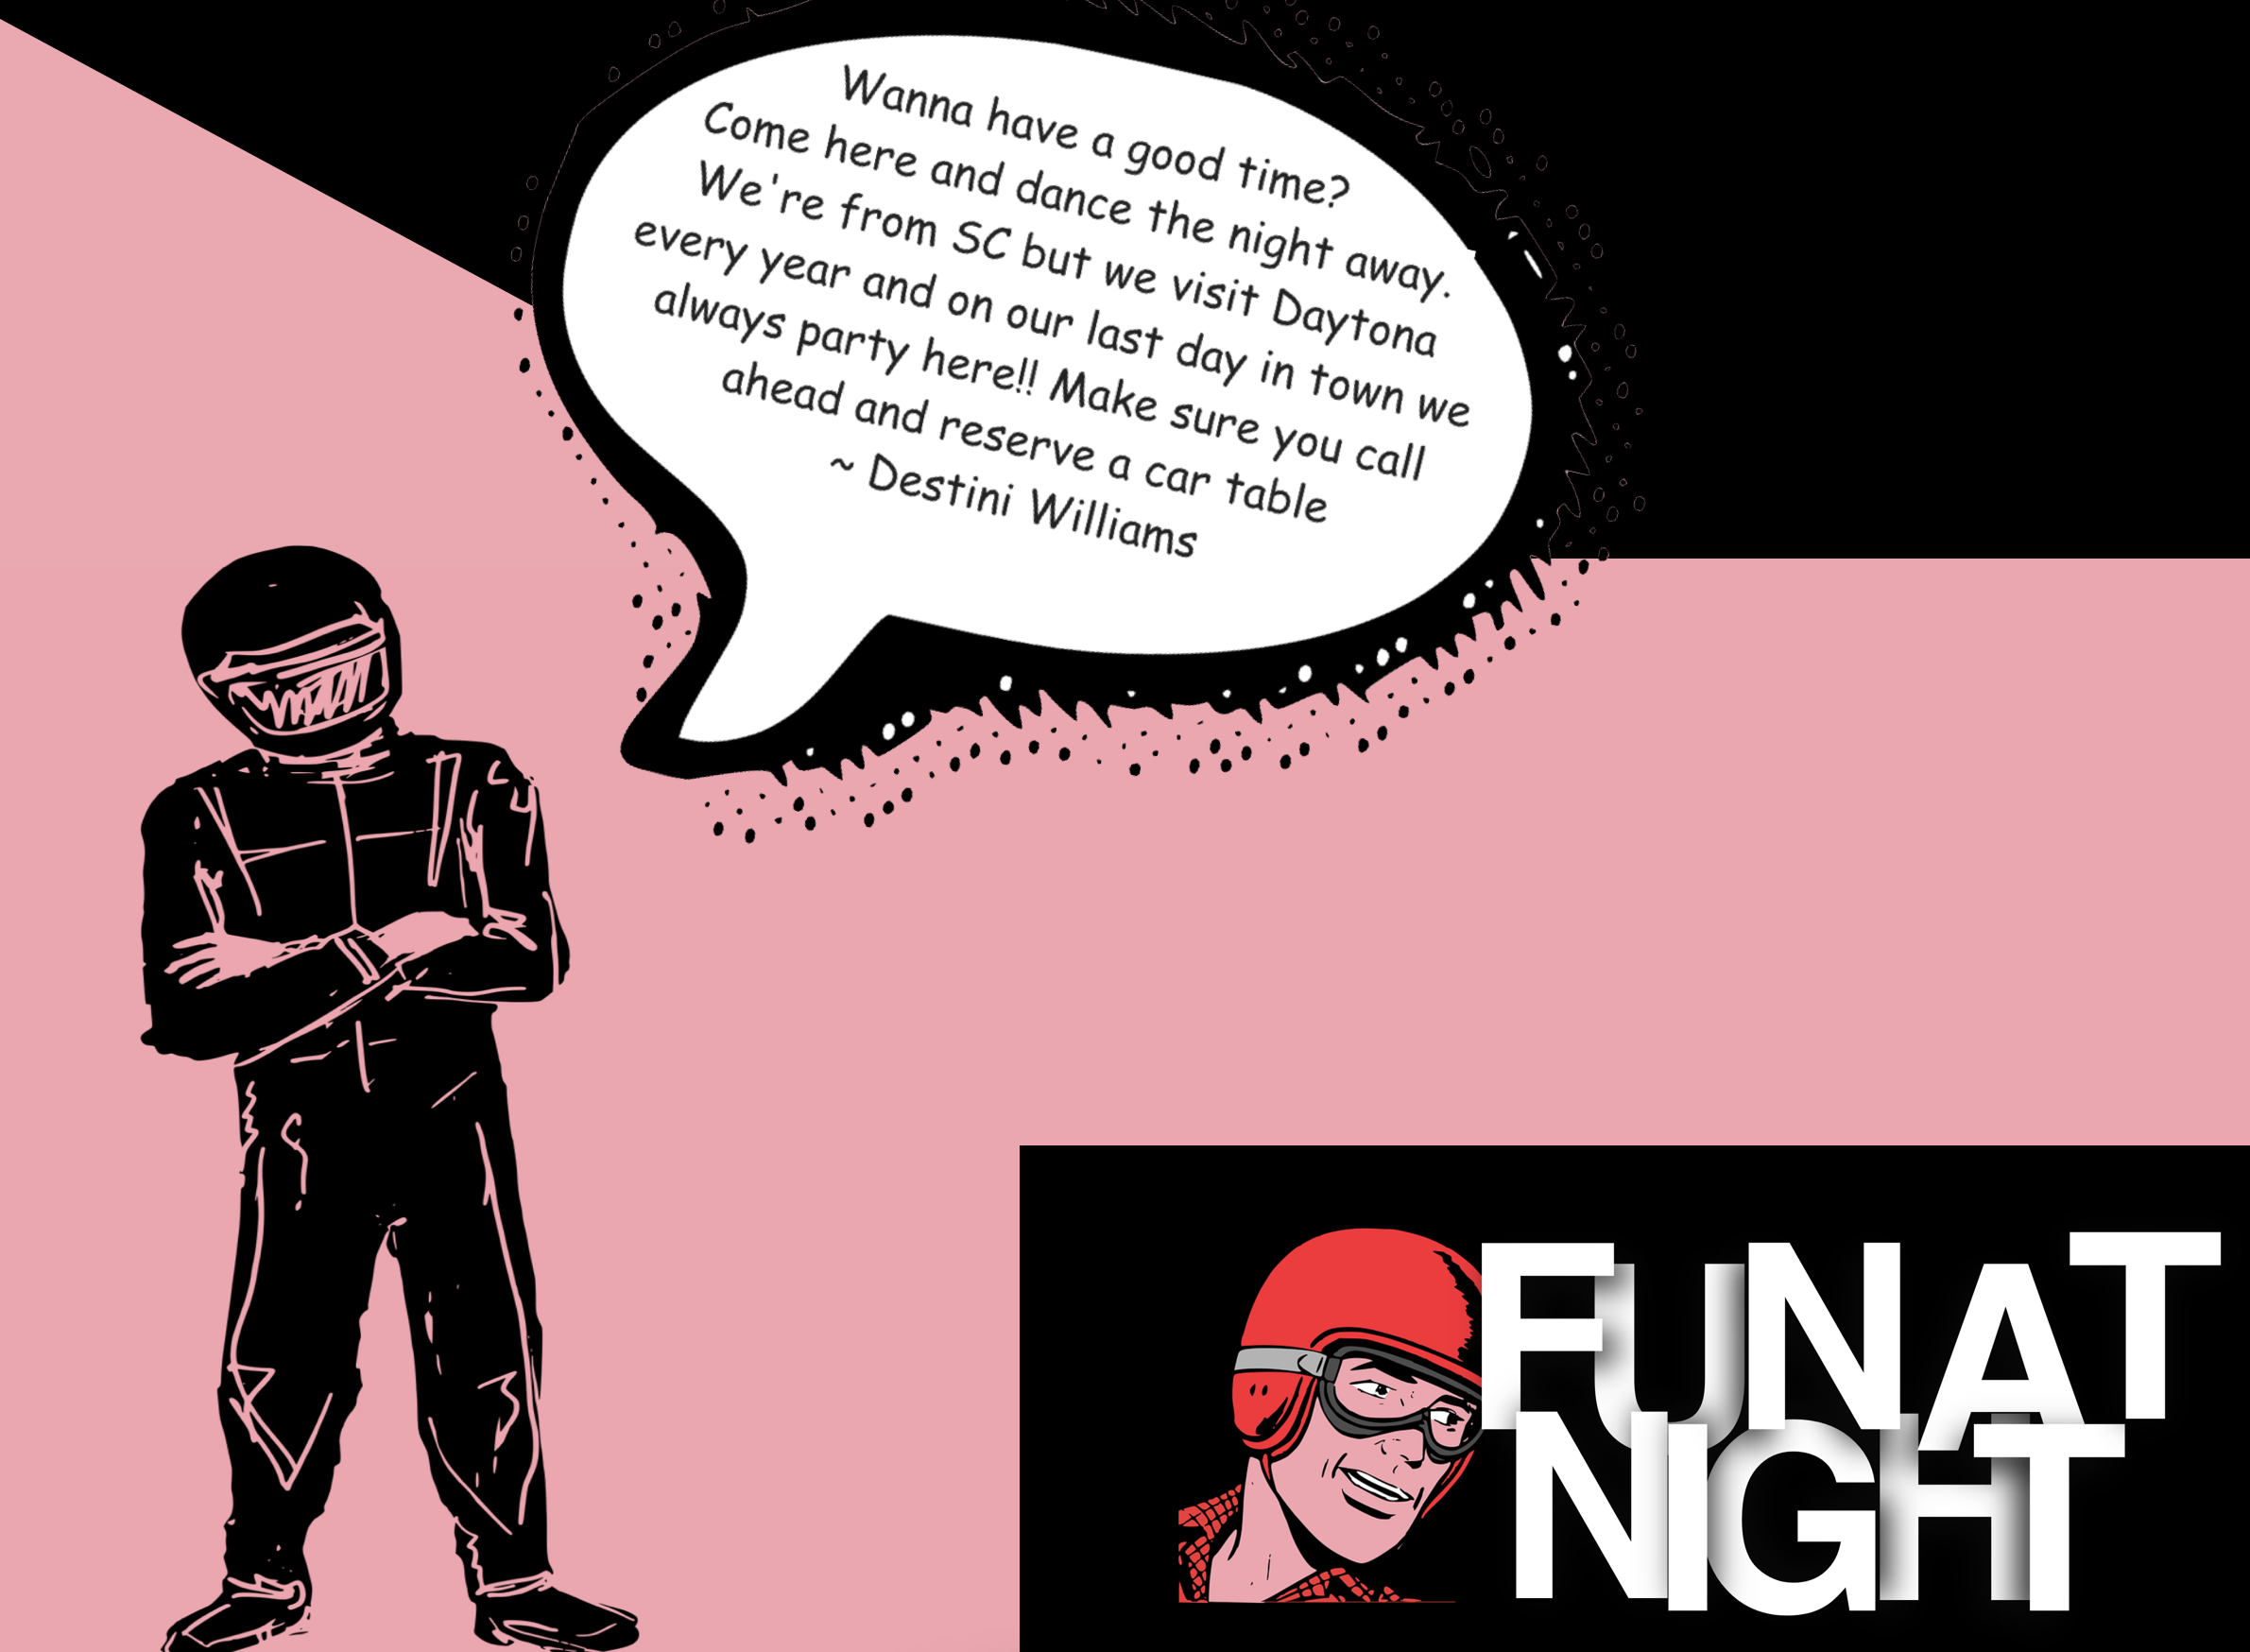 Wanna have a good time?
Come here and dance the night away.
We're from SC but we visit Daytona
every year and on our last day in town we
always party here!! Make sure you call
ahead and reserve a car table
~ Destini Williams
FUN AT
NIGHT